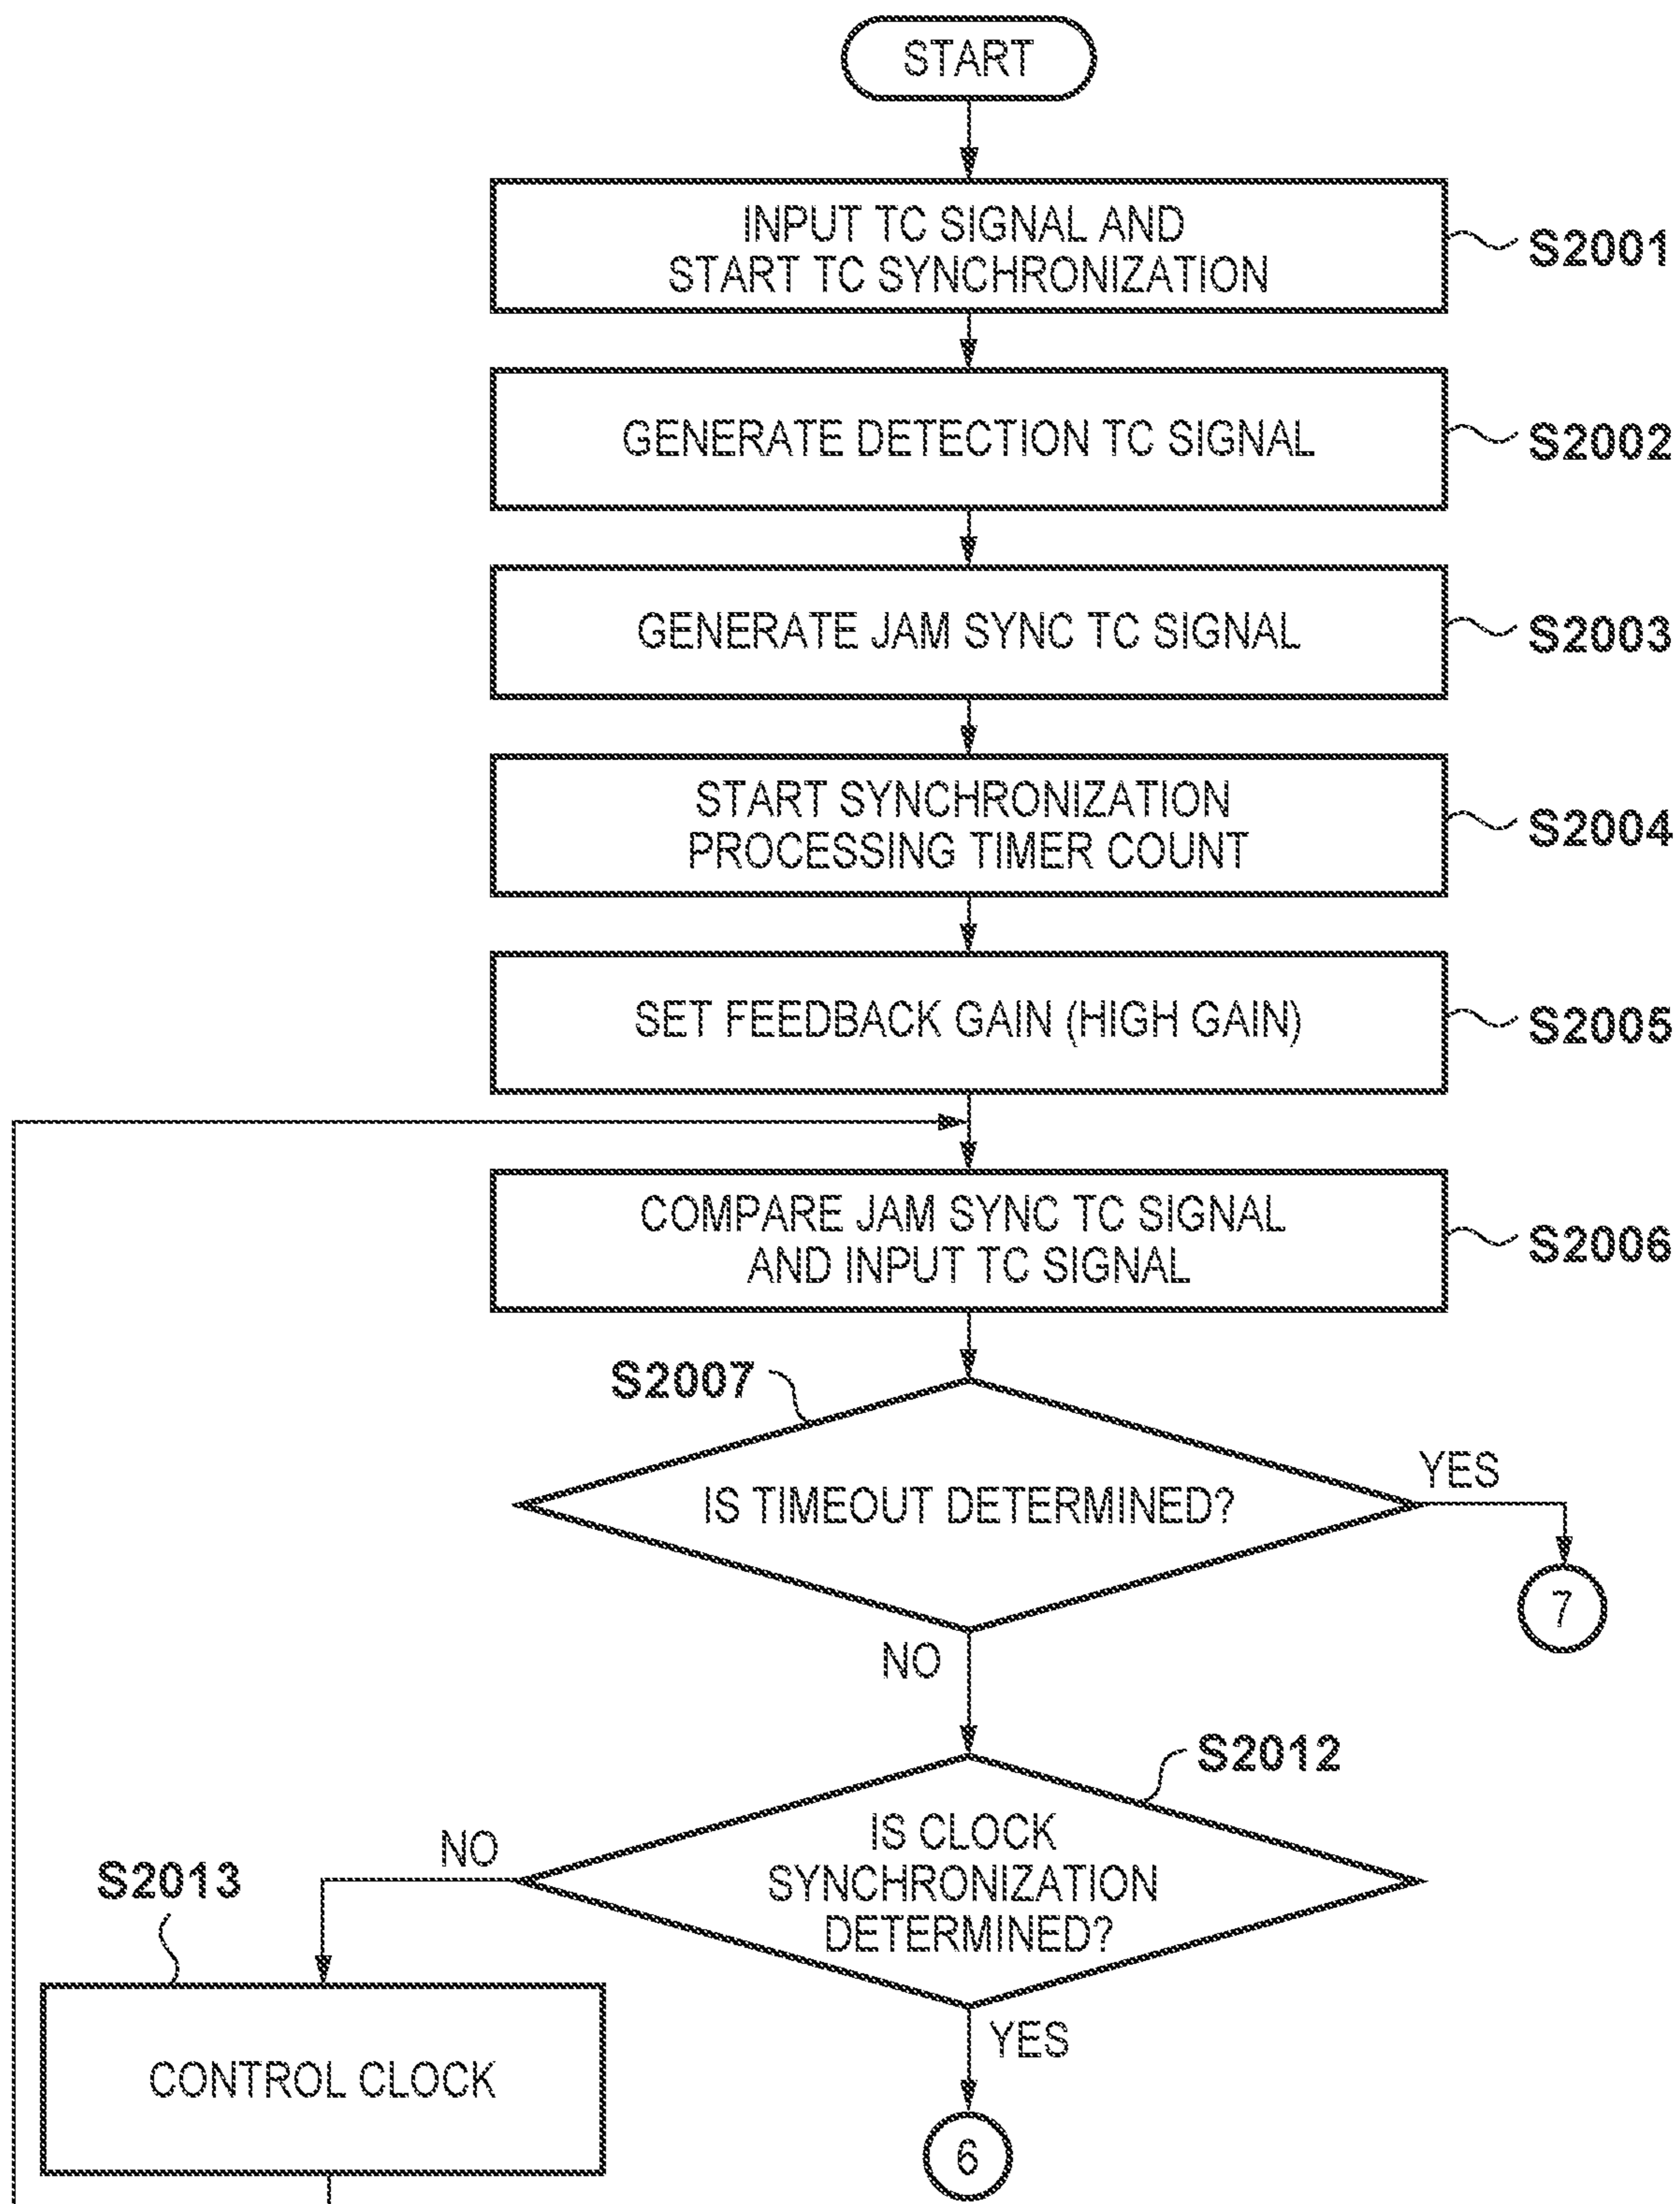 START
INPUT TC SIGNAL AND
START TC SYNCHRONIZATION
S2001
GENERATE DETECTION TC SIGNAL
S2002
GENERATE JAM SYNC TC SIGNAL
S2003
START SYNCHRONIZATION
PROCESSING TIMER COUNT
S2004
SET FEEDBACK GAIN (HIGH GAIN)
S2005
COMPARE JAM SYNC TC SIGNAL
AND INPUT TC SIGNAL
S2006
S2007
IS TIMEOUT DETERMINED?
YES
7
NO
S2012
IS CLOCK
SYNCHRONIZATION
DETERMINED?
NO
S2013
CONTROL CLOCK
YES
6